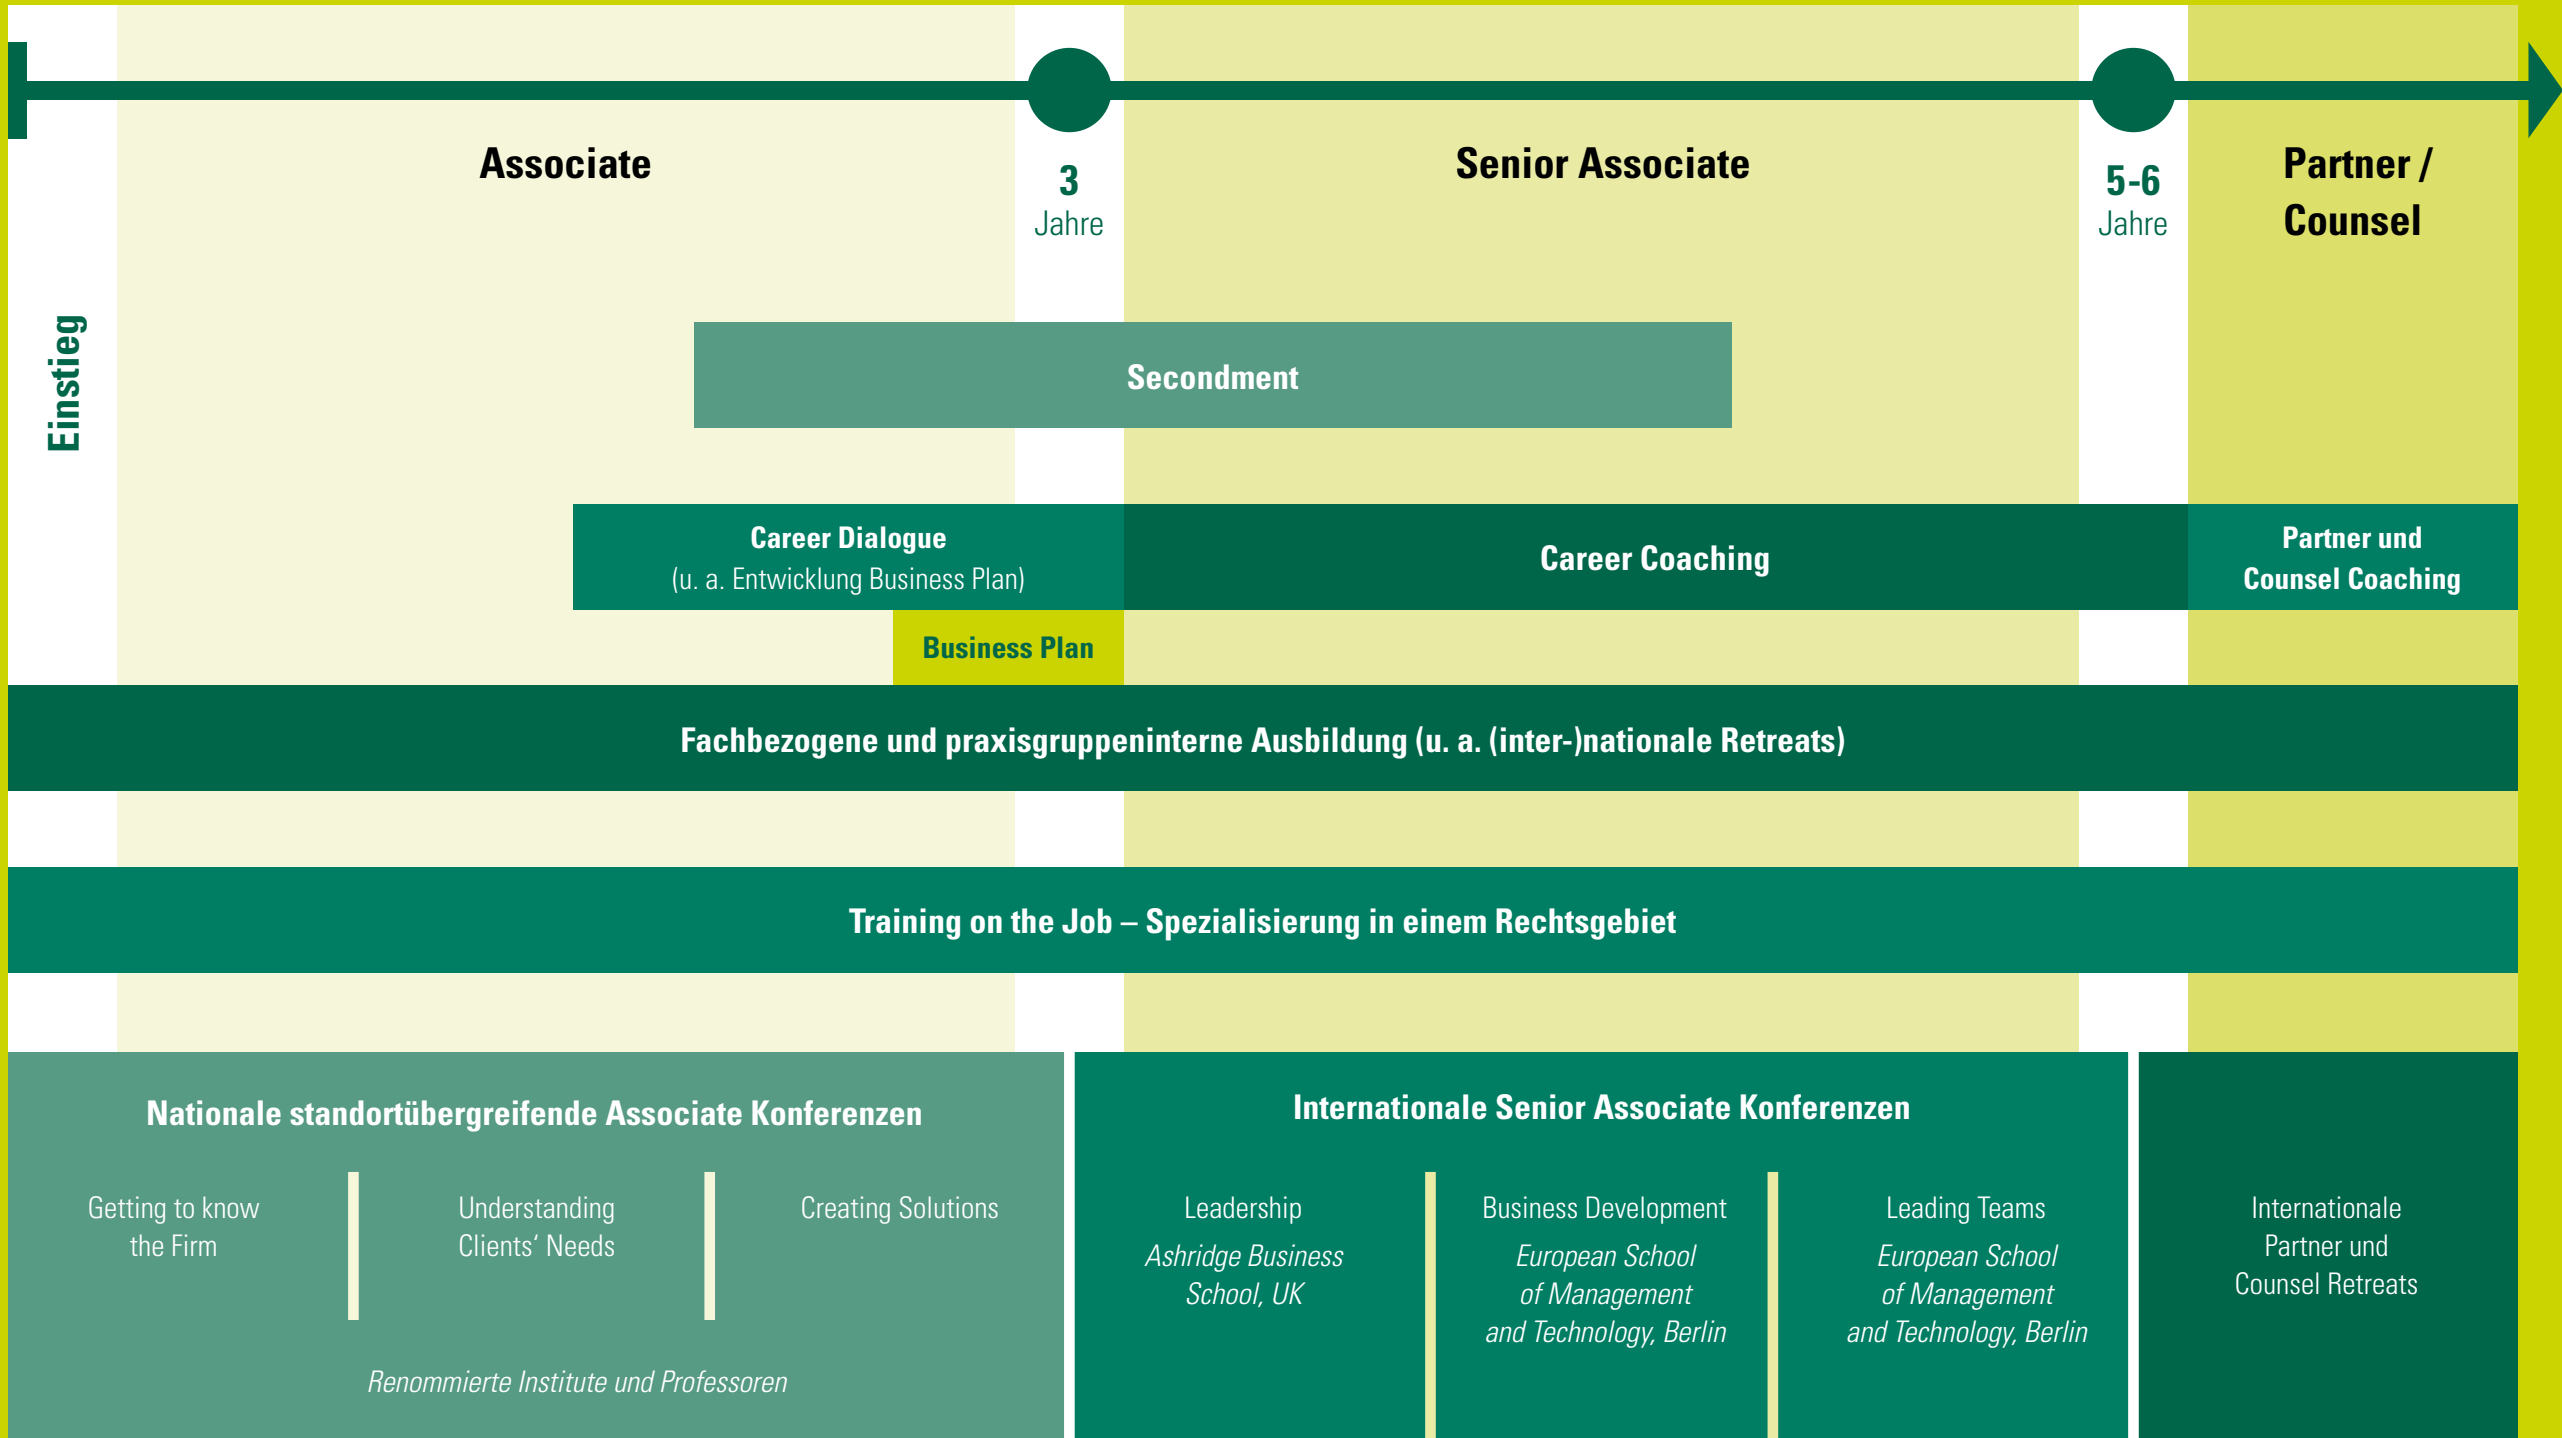 Associate
3
Jahre
Senior Associate
5-6
Jahre
Partner /
Counsel
Einstieg
Secondment
Career Dialogue
(u. a. Entwicklung Business Plan)
Career Coaching
Partner und
Counsel Coaching
Business Plan
Fachbezogene und praxisgruppeninterne Ausbildung (u. a. (inter-)nationale Retreats)
Training on the Job – Spezialisierung in einem Rechtsgebiet
Nationale standortübergreifende Associate Konferenzen
Getting to know
the Firm
Understanding
Clients‘ Needs
Creating Solutions
Renommierte Institute und Professoren
Internationale Senior Associate Konferenzen
Leadership
Ashridge Business
School, UK
Business Development
European School
of Management
and Technology, Berlin
Leading Teams
European School
of Management
and Technology, Berlin
Internationale
Partner und
Counsel Retreats